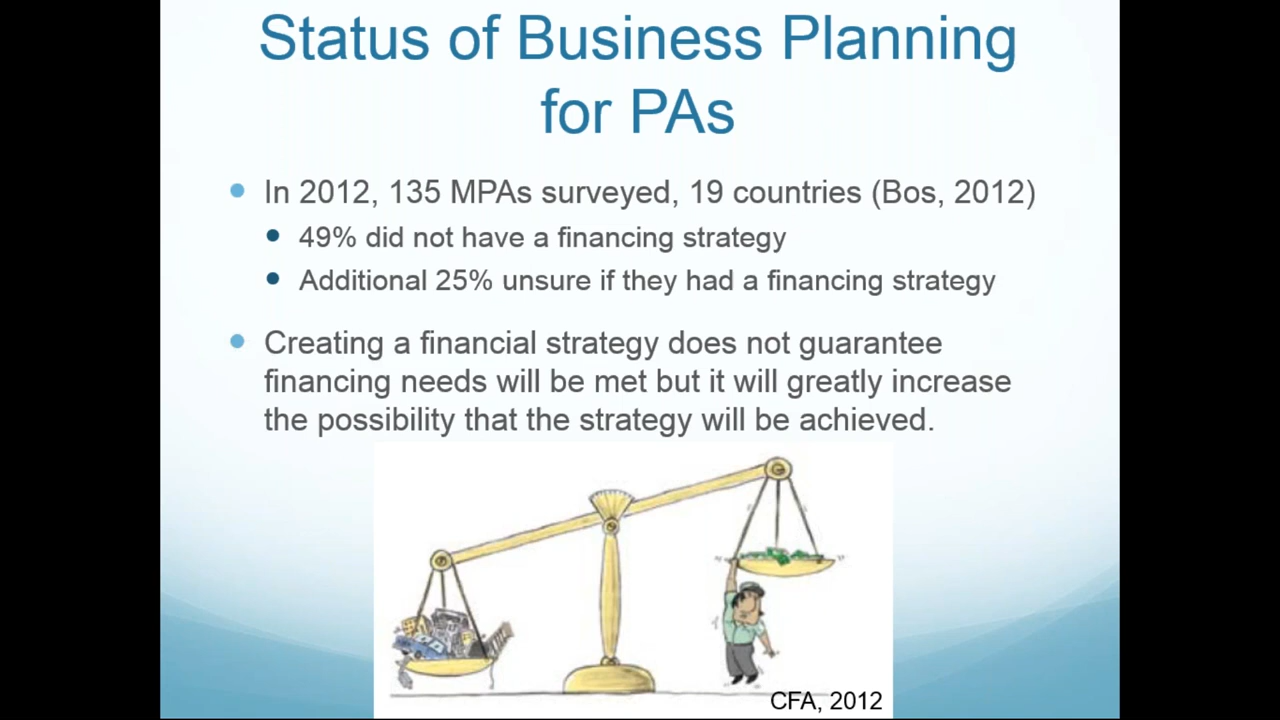 Status of Business Planning
for PAs
In 2012, 135 MPAs surveyed, 19 countries (Bos, 2012)
49% did not have a financing strategy
Additional 25% unsure if they had a financing strategy
Creating a financial strategy does not guarantee
financing needs will be met but it will greatly increase
the possibility that the strategy will be achieved.
CFA, 2012